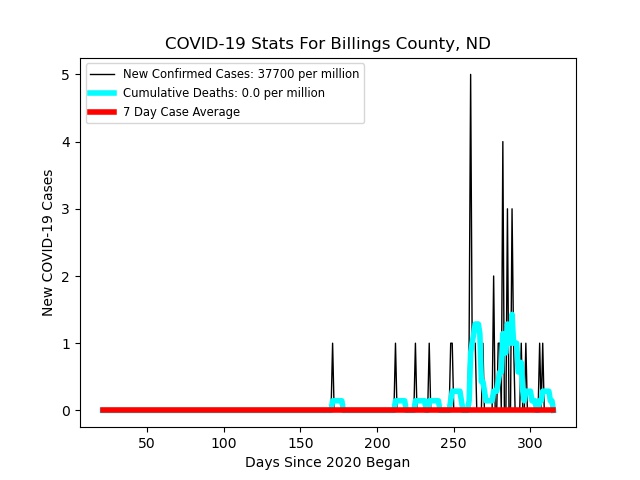 COVID-19 Stats For Billings County, ND
New Confirmed Cases: 37700 per million
Cumulative Deaths: 0.0 per million
7 Day Case Average
New COVID-19 Cases
5
4
3
2
1
0
50 100 150 200 250 300
Days Since 2020 Began